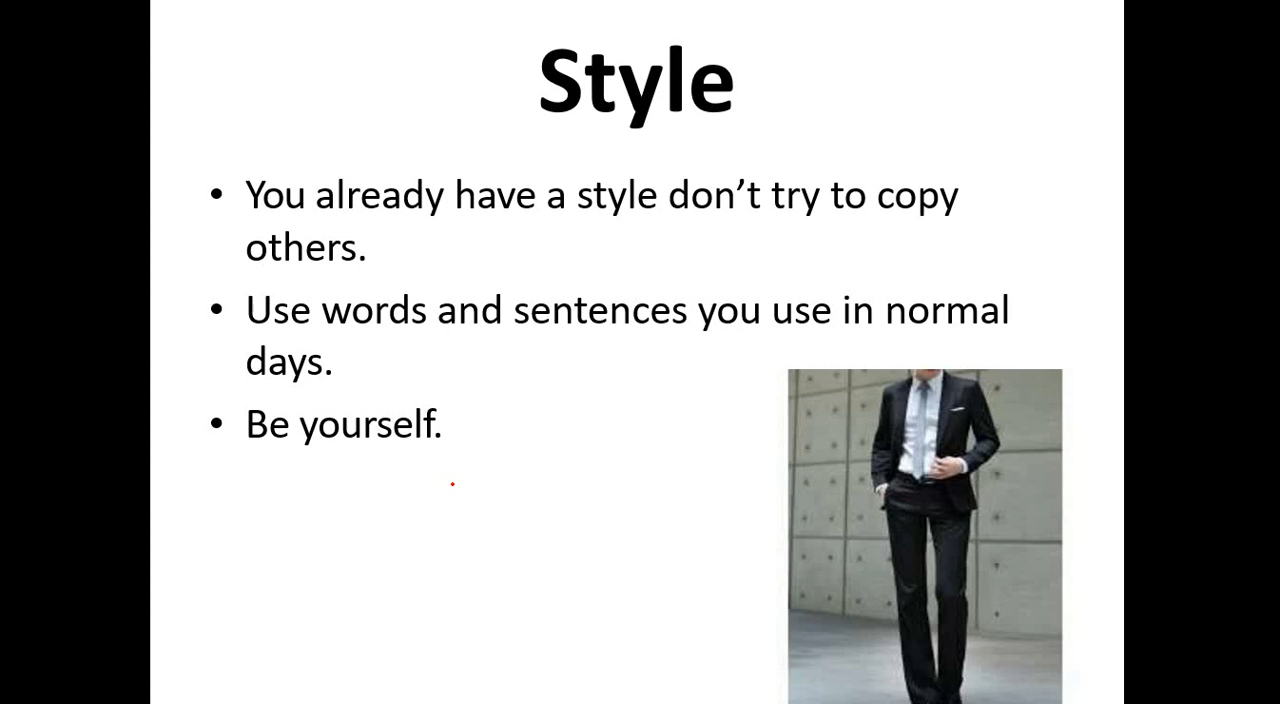 Style
• You already have a style don’t try to copy
others.
• Use words and sentences you use in normal
days.
• Be yourself.